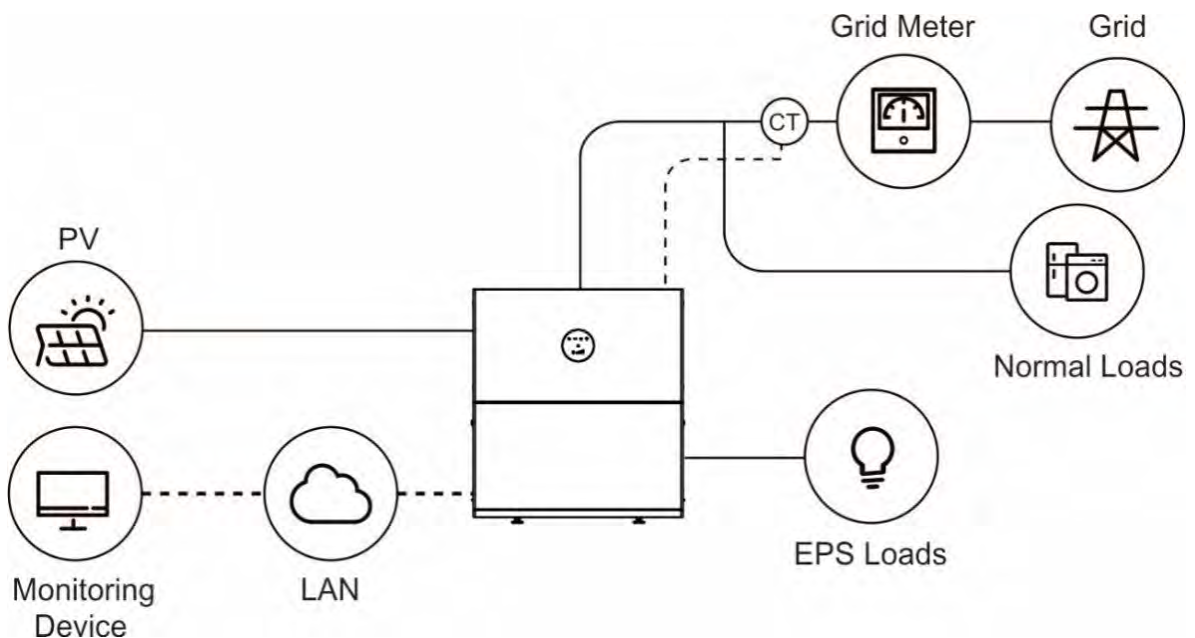 Grid Meter
Grid
CT
PV
Normal Loads
EPS Loads
LAN
Monitoring
Device